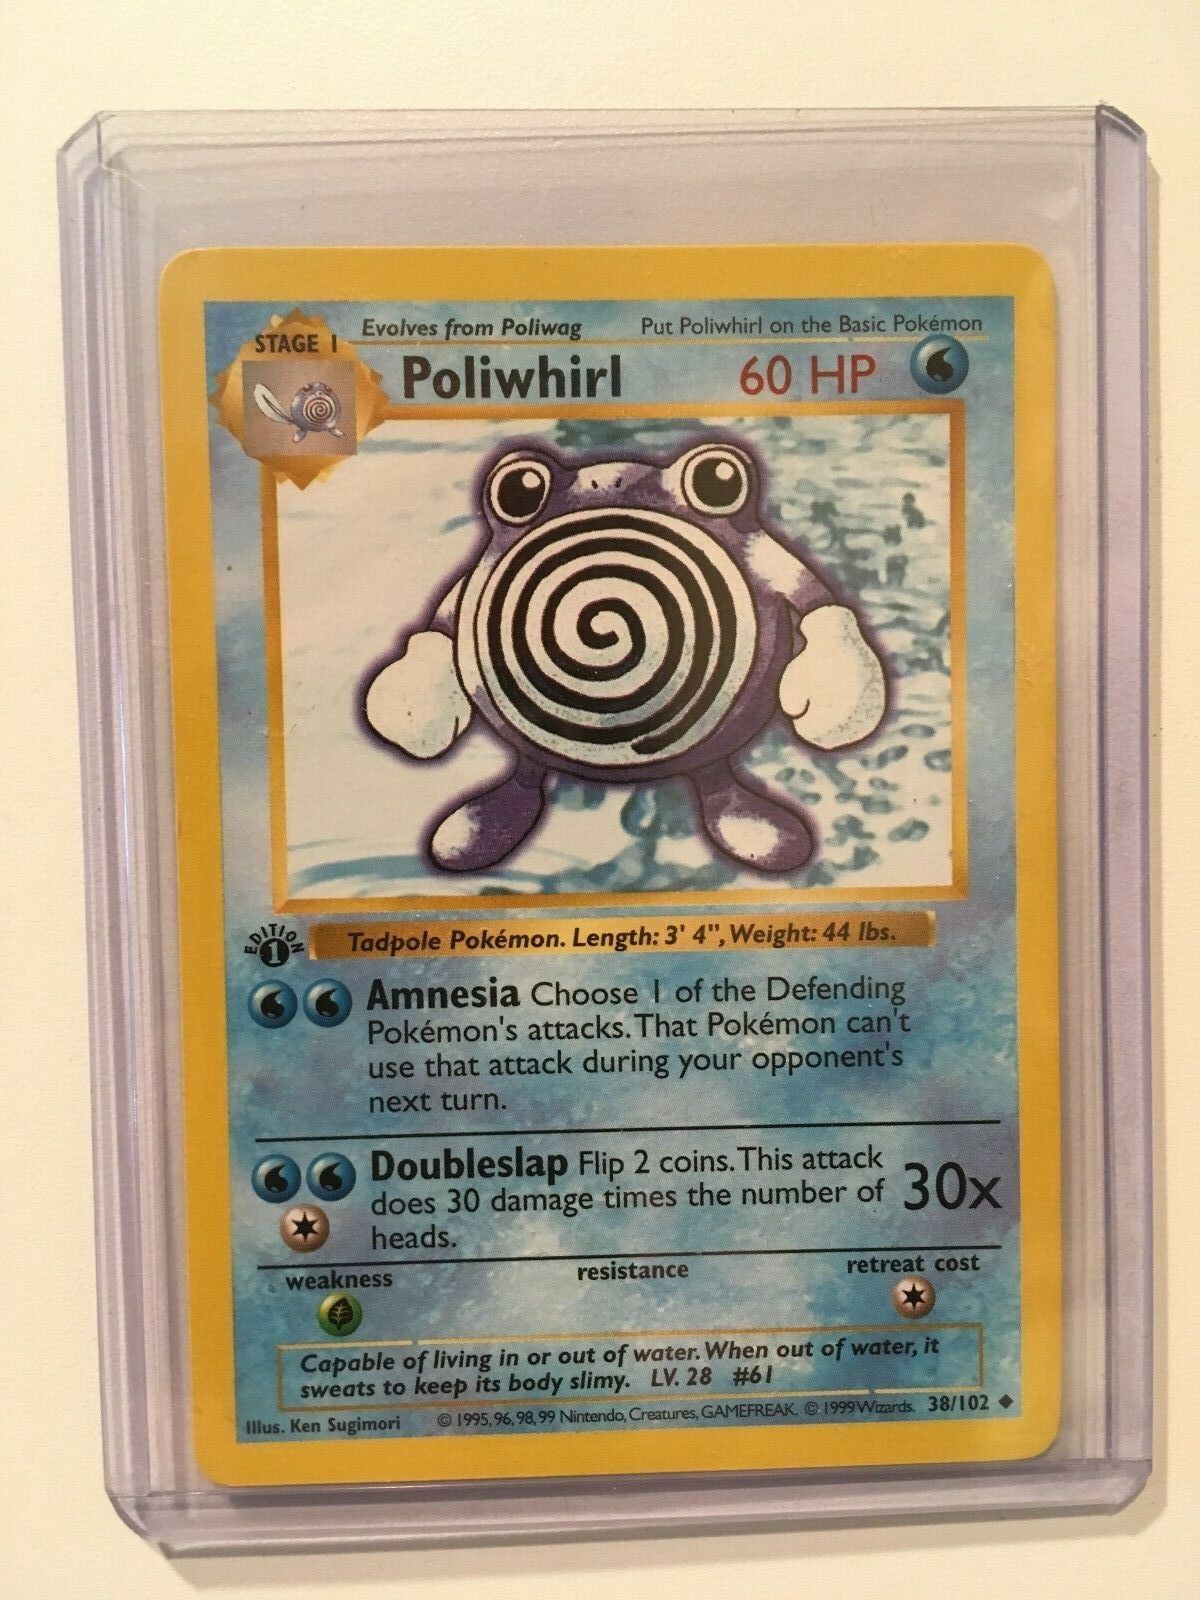 Evolves from Poliwag Put Poliwhirl on the Basic Pokémon
STAGE 1
Poliwhirl 60 HP
EDITION
1
Tadpole Pokémon. Length: 3' 4", Weight: 44 lbs.
Amnesia Choose 1 of the Defending
Pokémon's attacks. That Pokémon can't
use that attack during your opponent's
next turn.
Doubleslap Flip 2 coins. This attack
does 30 damage times the number of
heads.
30x
weakness resistance retreat cost
Capable of living in or out of water. When out of water, it
sweats to keep its body slimy. LV. 28 #61
Illus. Ken Sugimori © 1995, 96, 98, 99 Nintendo, Creatures, GAMEFREAK. © 1999 Wizards. 38/102